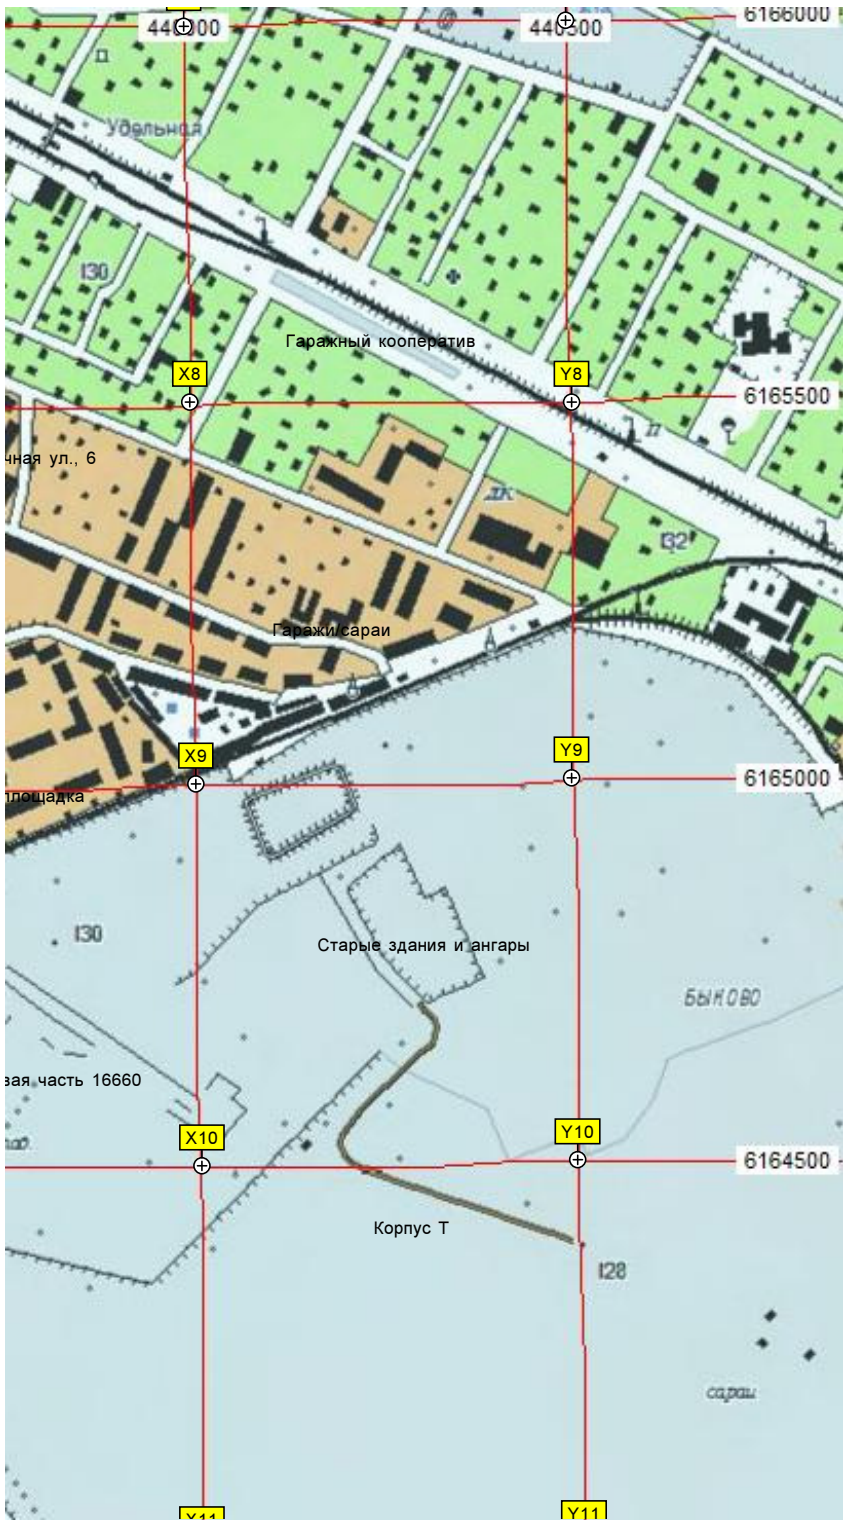 440000
440500
6166000
Удельная
130
Гаражный кооператив
X8
Y8
6165500
чная ул., 6
ДК
132
Гаражи/сараи
X9
Y9
6165000
площадка
130
Старые здания и ангары
БЫКОВО
вая часть 16660
X10
Y10
6164500
Корпус Т
128
сараи
X11
Y11